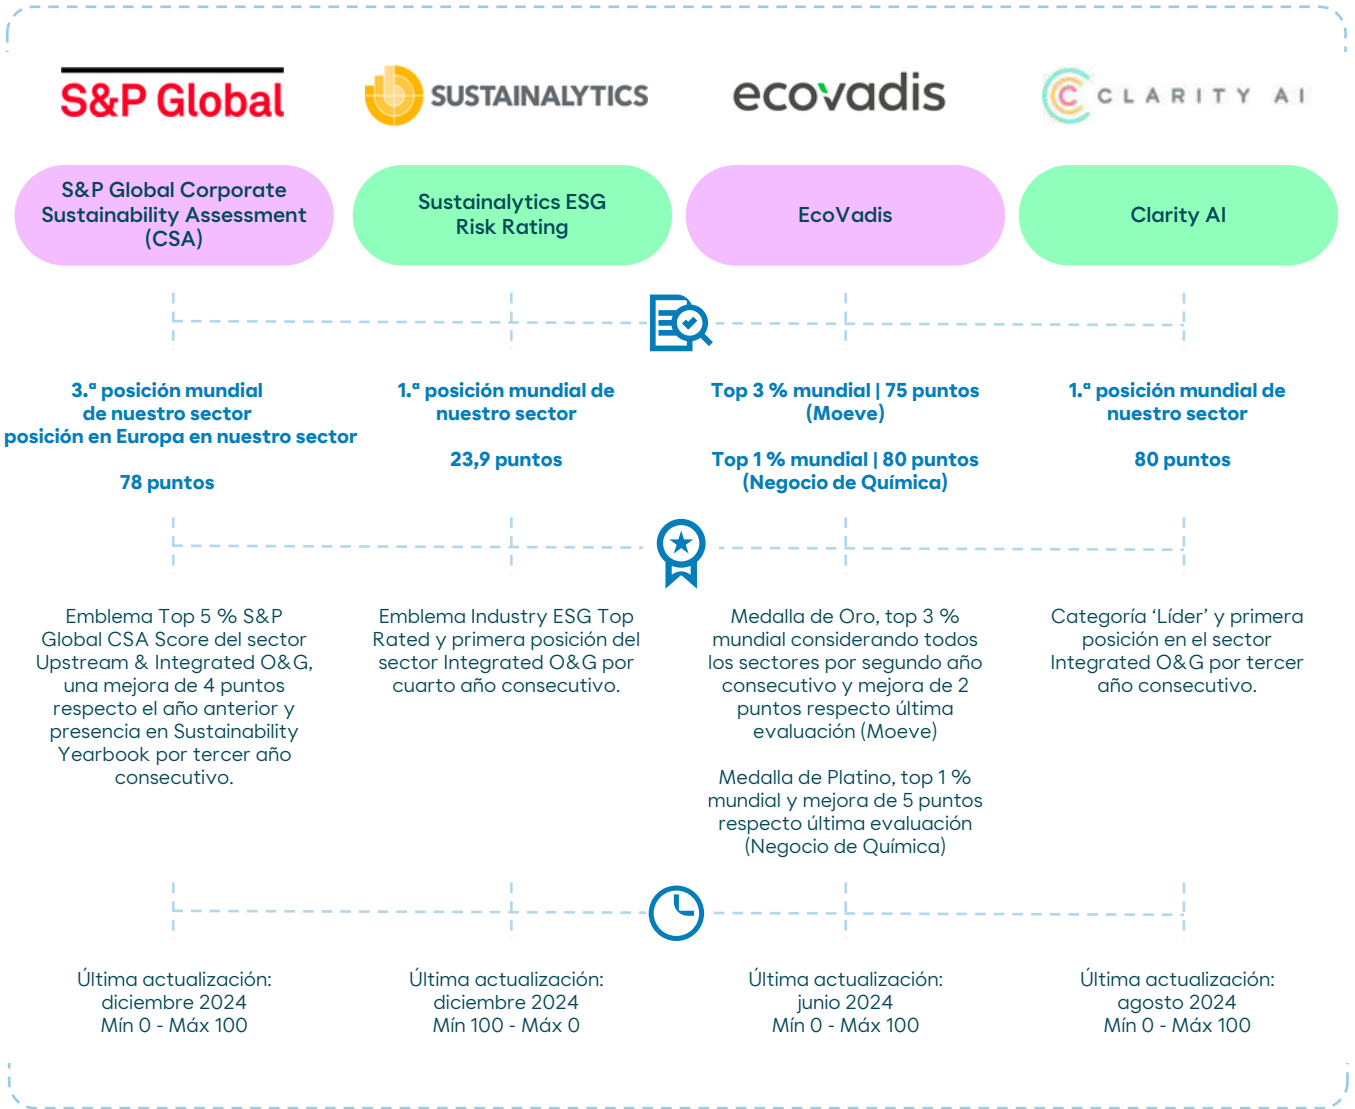 S&P Global
SUSTAINALYTICS
ecovadis
CLARITY AI
S&P Global Corporate
Sustainability Assessment
(CSA)
Sustainalytics ESG
Risk Rating
EcoVadis
Clarity AI
3.ª posición mundial
de nuestro sector
posición en Europa en nuestro sector
78 puntos
1.ª posición mundial de
nuestro sector
23,9 puntos
Top 3 % mundial | 75 puntos
(Moeve)
Top 1 % mundial | 80 puntos
(Negocio de Química)
1.ª posición mundial de
nuestro sector
80 puntos
Emblema Top 5 % S&P
Global CSA Score del sector
Upstream & Integrated O&G,
una mejora de 4 puntos
respecto el año anterior y
presencia en Sustainability
Yearbook por tercer año
consecutivo.
Emblema Industry ESG Top
Rated y primera posición del
sector Integrated O&G por
cuarto año consecutivo.
Medalla de Oro, top 3 %
mundial considerando todos
los sectores por segundo año
consecutivo y mejora de 2
puntos respecto última
evaluación (Moeve)
Medalla de Platino, top 1 %
mundial y mejora de 5 puntos
respecto última evaluación
(Negocio de Química)
Categoría ‘Líder’ y primera
posición en el sector
Integrated O&G por tercer
año consecutivo.
Última actualización:
diciembre 2024
Mín 0 - Máx 100
Última actualización:
diciembre 2024
Mín 100 - Máx 0
Última actualización:
junio 2024
Mín 0 - Máx 100
Última actualización:
agosto 2024
Mín 0 - Máx 100